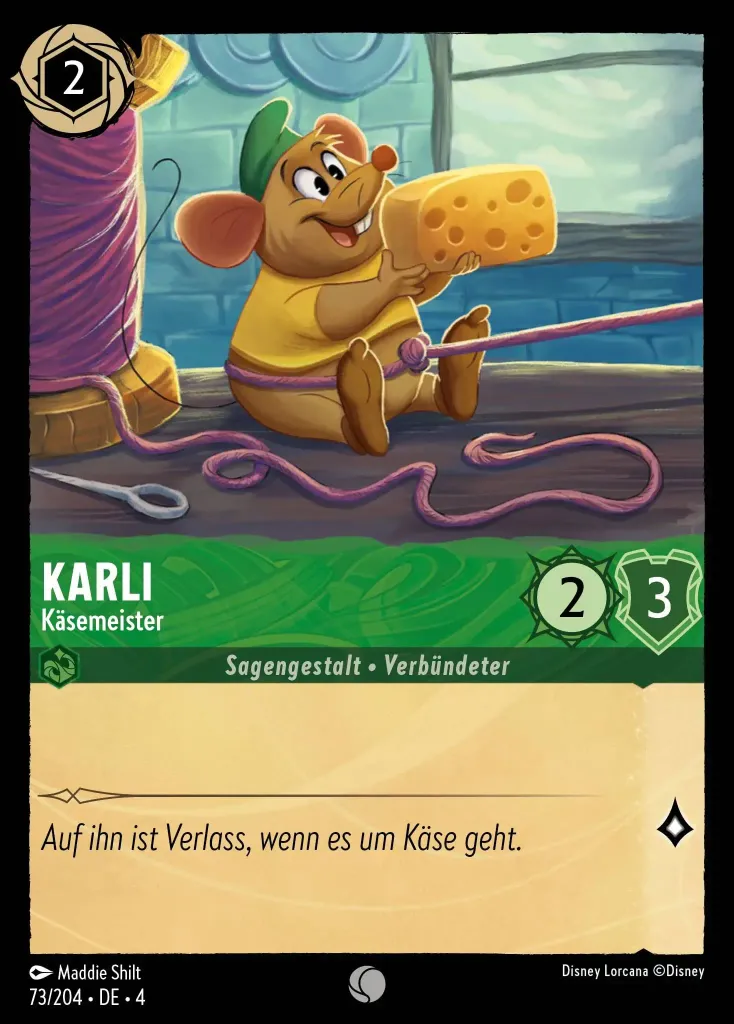 2
KARLI
Käsemeister
2
3
Sagengestalt • Verbündeter
Auf ihn ist Verlass, wenn es um Käse geht.
Maddie Shilt
Disney Lorcana ©Disney
73/204 • DE • 4